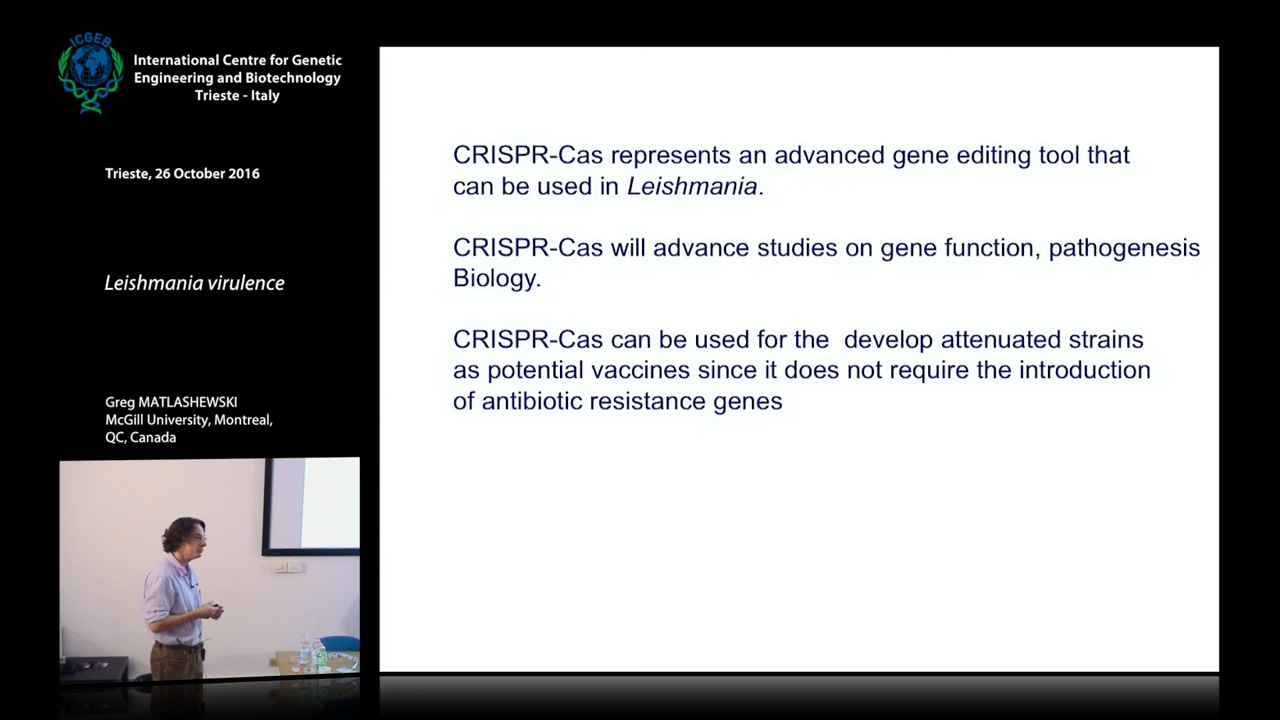 ICGEB
International Centre for Genetic
Engineering and Biotechnology
Trieste - Italy
Trieste, 26 October 2016
Leishmania virulence
Greg MATLASHEWSKI
McGill University, Montreal,
QC, Canada
CRISPR-Cas represents an advanced gene editing tool that
can be used in Leishmania.
CRISPR-Cas will advance studies on gene function, pathogenesis
Biology.
CRISPR-Cas can be used for the  develop attenuated strains
as potential vaccines since it does not require the introduction
of antibiotic resistance genes